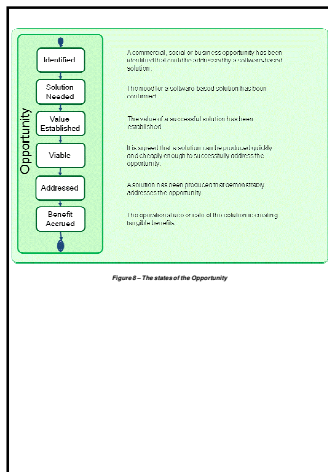 Opportunity
Identified
A commercial, social or business opportunity has been
identified that could be addressed by a software-based
solution.
Solution
Needed
The need for a software-based solution has been
confirmed.
Value
Established
The value of a successful solution has been
established.
Viable
It is agreed that a solution can be produced quickly
and cheaply enough to successfully address the
opportunity.
Addressed
A solution has been produced that demonstrably
addresses the opportunity.
Benefit
Accrued
The operational use or sale of the solution is creating
tangible benefits.
Figure 8 – The states of the Opportunity